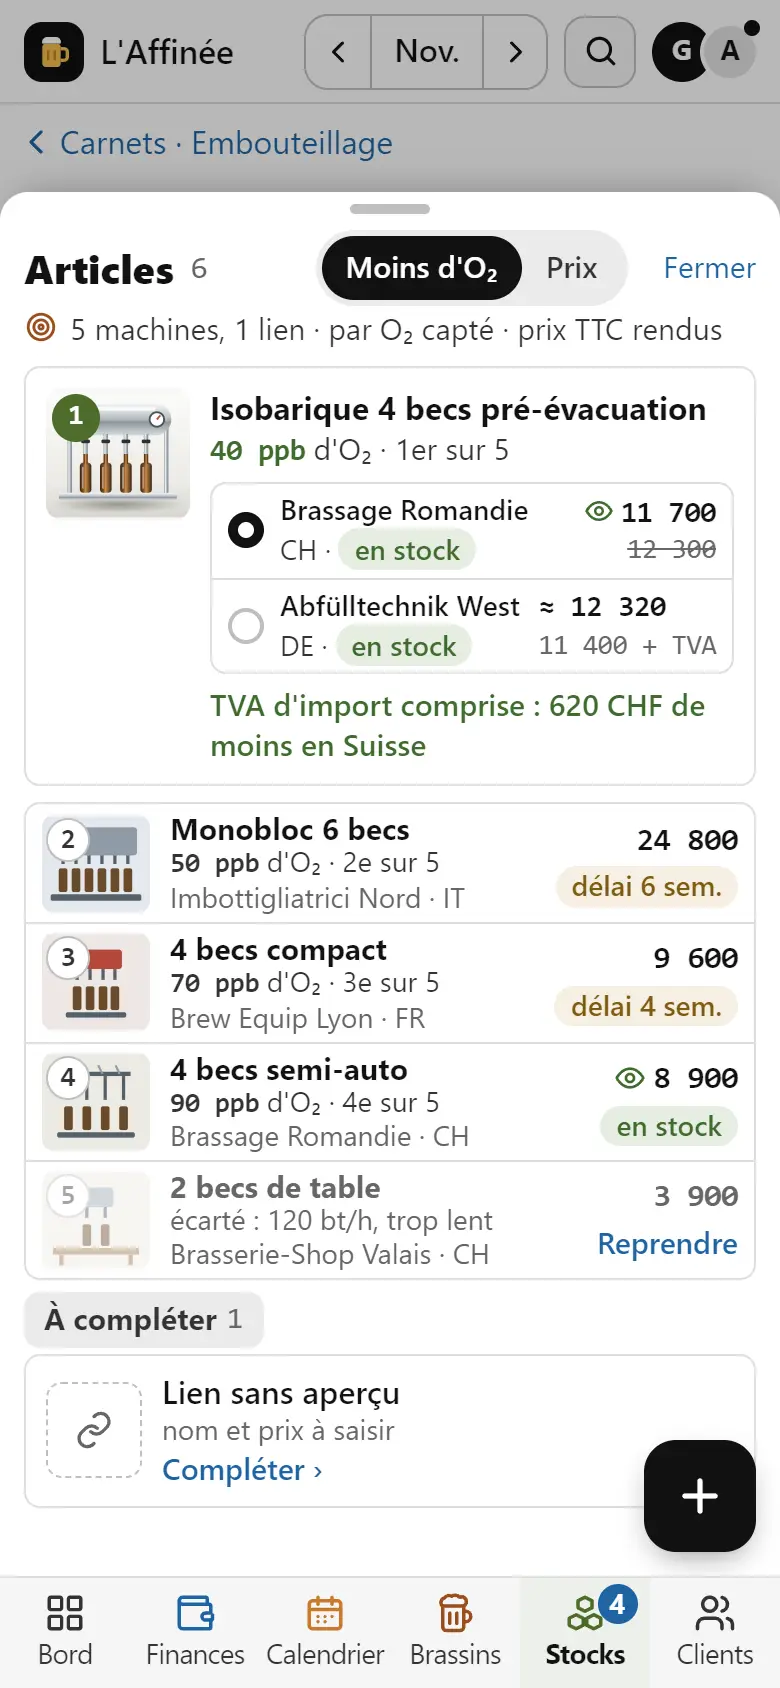 L'Affinée
Nov.
G
A
Carnets · Embouteillage
Articles 6
Moins d'O₂
Prix
Fermer
5 machines, 1 lien · par O₂ capté · prix TTC rendus
1
Isobarique 4 becs pré-évacuation
40 ppb d'O₂ · 1er sur 5
Brassage Romandie 11 700
CH · en stock 12 300
Abfülltechnik West ≈ 12 320
DE · en stock 11 400 + TVA
TVA d'import comprise : 620 CHF de
moins en Suisse
2
Monobloc 6 becs
24 800
50 ppb d'O₂ · 2e sur 5
Imbottigliatrici Nord · IT
délai 6 sem.
3
4 becs compact
9 600
70 ppb d'O₂ · 3e sur 5
Brew Equip Lyon · FR
délai 4 sem.
4
4 becs semi-auto
8 900
90 ppb d'O₂ · 4e sur 5
Brassage Romandie · CH
en stock
5
2 becs de table
3 900
écarté : 120 bt/h, trop lent
Brasserie-Shop Valais · CH
Reprendre
À compléter 1
Lien sans aperçu
nom et prix à saisir
Compléter ›
+
Bord
Finances
Calendrier
Brassins
4
Stocks
Clients